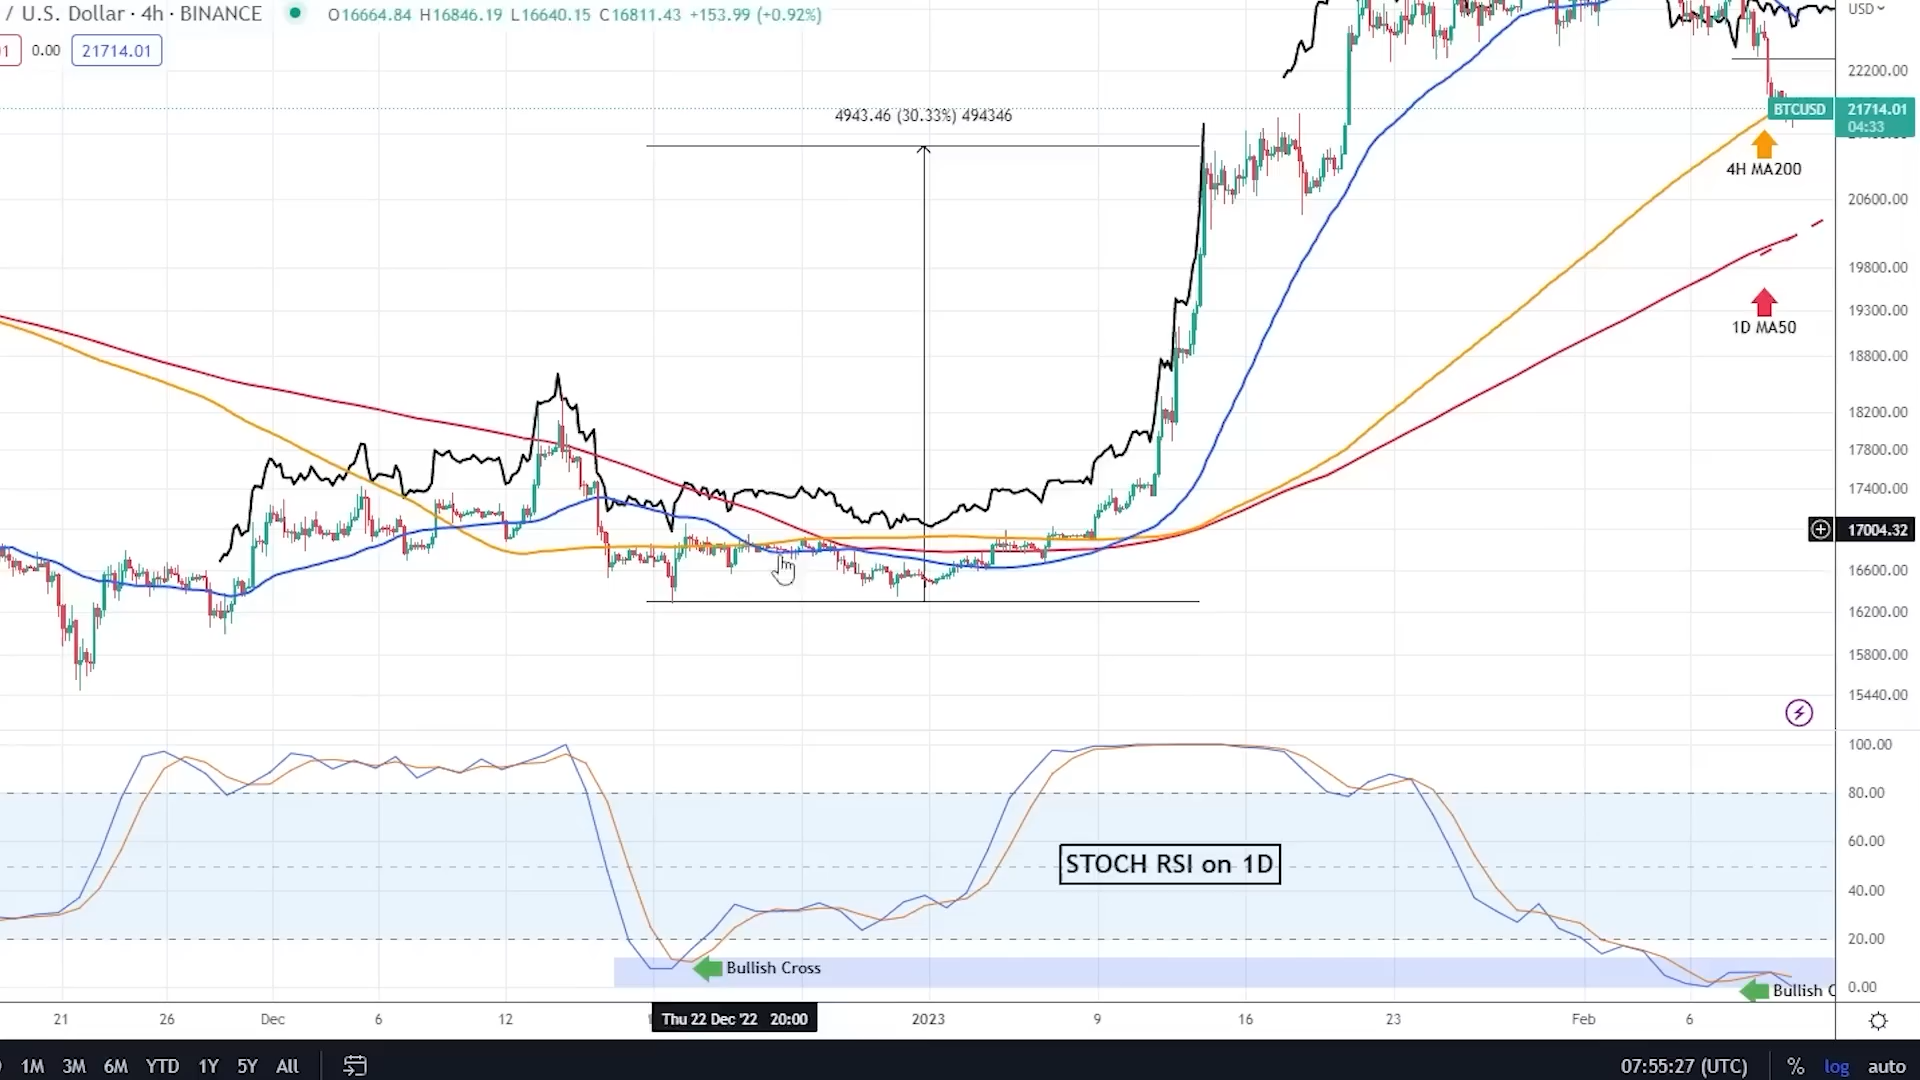 / U.S. Dollar · 4h · BINANCE
O16664.84 H16846.19 L16640.15 C16811.43 +153.99 (+0.92%)
USD
0.00 21714.01
22200.00
4943.46 (30.33%) 494346
BTCUSD 21714.01
04:33
4H MA200
20600.00
19800.00
19300.00
1D MA50
18800.00
18200.00
17800.00
17400.00
17004.32
16600.00
16200.00
15800.00
15440.00
100.00
80.00
60.00
STOCH RSI on 1D
40.00
20.00
Bullish Cross
0.00
Bullish C
21 26 Dec 6 12 Thu 22 Dec '22 20:00 2023 9 16 23 Feb 6
1M 3M 6M YTD 1Y 5Y All
07:55:27 (UTC) % log auto